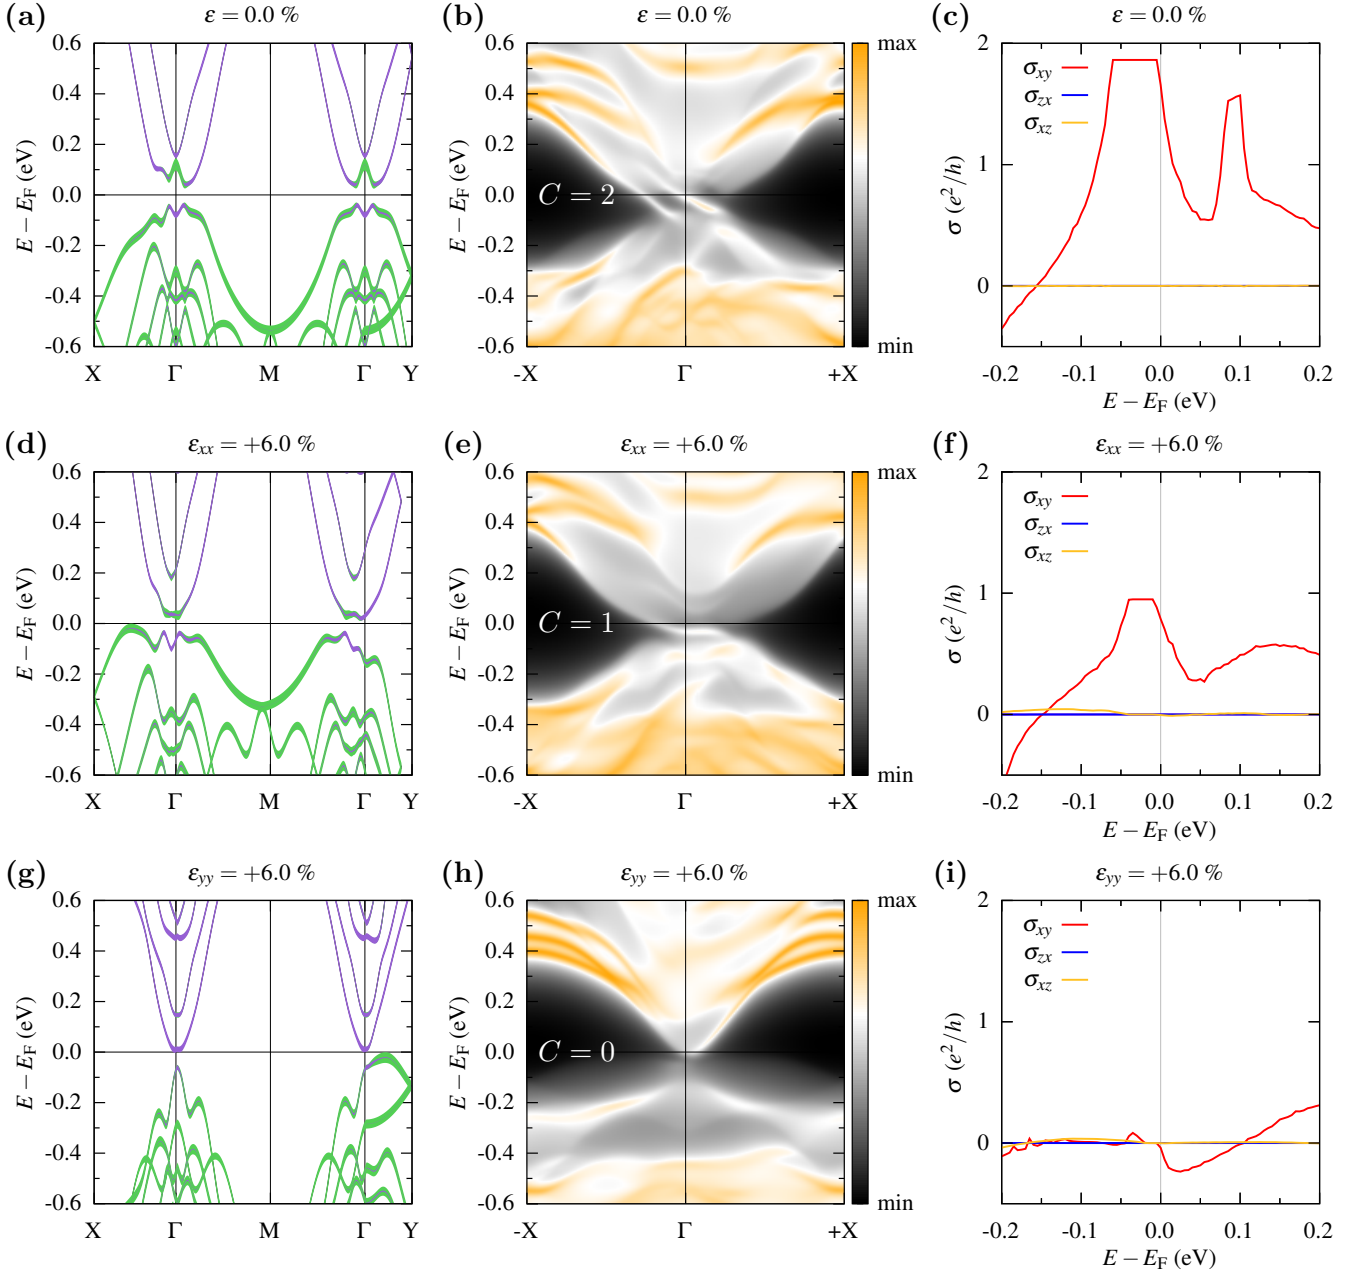 (a) ε = 0.0 % (b) ε = 0.0 % (c) ε = 0.0 %
0.6 0.6 max 2
0.4 0.4 σxy
0.2 0.2 σzx
σxz
E − EF (eV) 0.0 E − EF (eV) 0.0 C = 2 σ (e²/h) 1
-0.2 -0.2
-0.4 -0.4 0
-0.6 -0.6 min
X Γ M Γ Y -X Γ +X -0.2 -0.1 0.0 0.1 0.2
E − EF (eV)
(d) εxx = +6.0 % (e) εxx = +6.0 % (f) εxx = +6.0 %
0.6 0.6 max 2
0.4 0.4 σxy
0.2 0.2 σzx
σxz
E − EF (eV) 0.0 E − EF (eV) 0.0 C = 1 σ (e²/h) 1
-0.2 -0.2
-0.4 -0.4 0
-0.6 -0.6 min
X Γ M Γ Y -X Γ +X -0.2 -0.1 0.0 0.1 0.2
E − EF (eV)
(g) εyy = +6.0 % (h) εyy = +6.0 % (i) εyy = +6.0 %
0.6 0.6 max 2
0.4 0.4 σxy
0.2 0.2 σzx
σxz
E − EF (eV) 0.0 E − EF (eV) 0.0 C = 0 σ (e²/h) 1
-0.2 -0.2
-0.4 -0.4 0
-0.6 -0.6 min
X Γ M Γ Y -X Γ +X -0.2 -0.1 0.0 0.1 0.2
E − EF (eV)